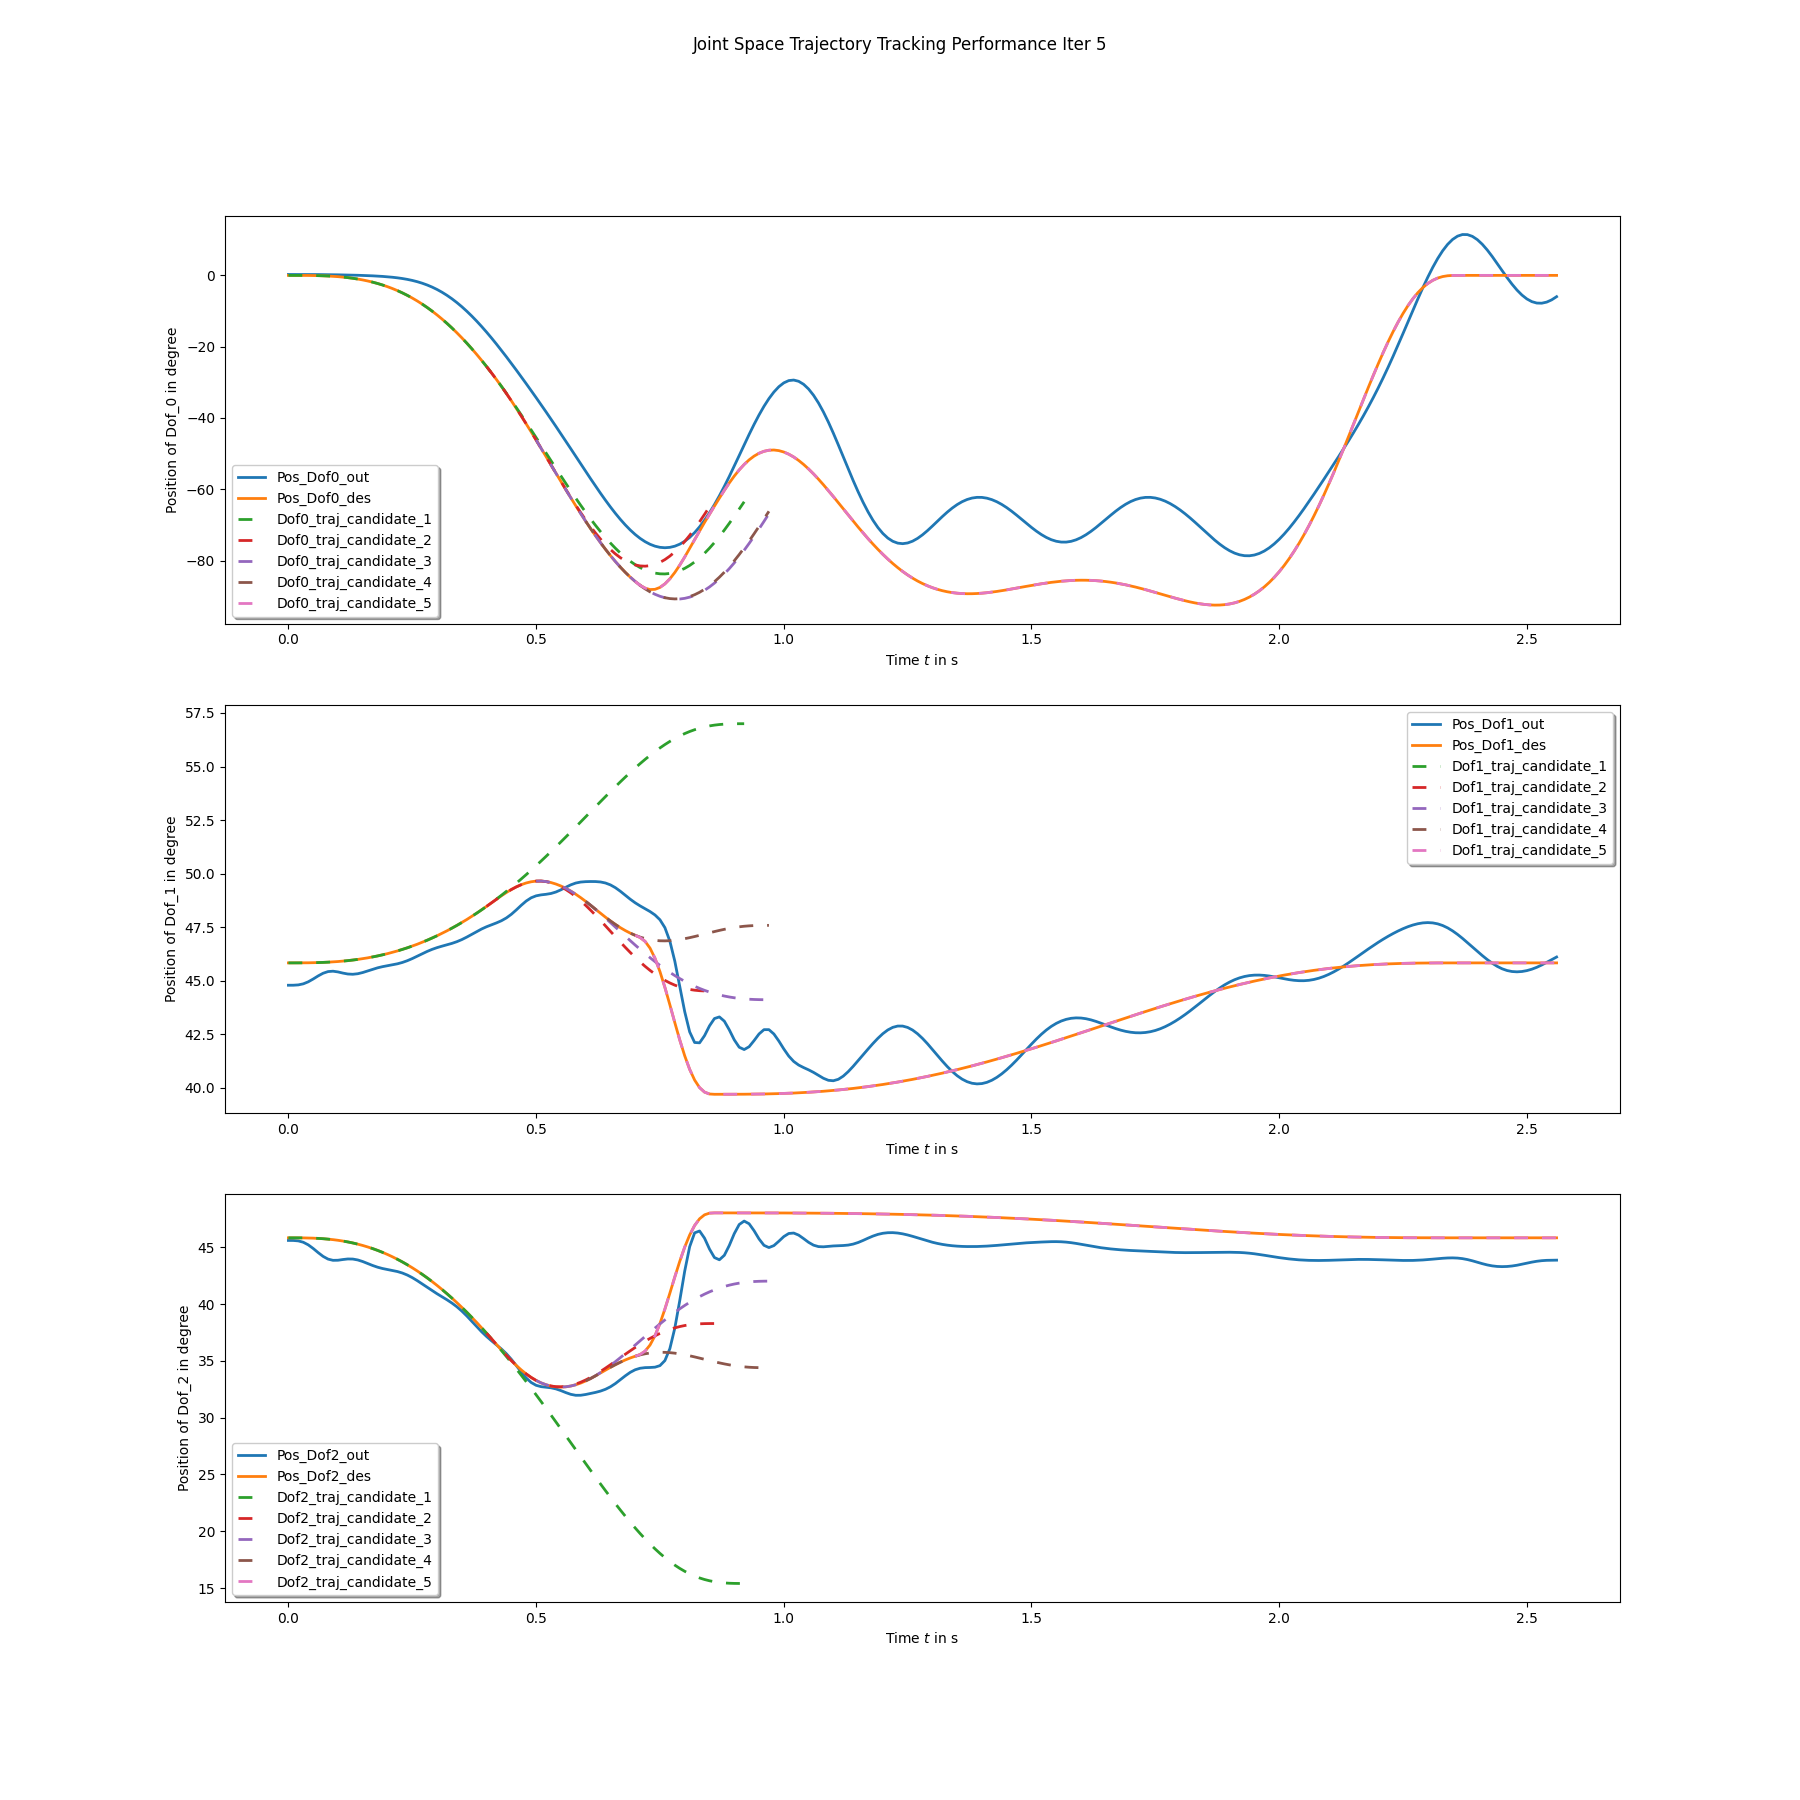 Joint Space Trajectory Tracking Performance Iter 5
Position of Dof_0 in degree
0
−20
−40
−60
−80
Pos_Dof0_out
Pos_Dof0_des
Dof0_traj_candidate_1
Dof0_traj_candidate_2
Dof0_traj_candidate_3
Dof0_traj_candidate_4
Dof0_traj_candidate_5
0.0 0.5 1.0 1.5 2.0 2.5
Time t in s
Position of Dof_1 in degree
57.5
55.0
52.5
50.0
47.5
45.0
42.5
40.0
Pos_Dof1_out
Pos_Dof1_des
Dof1_traj_candidate_1
Dof1_traj_candidate_2
Dof1_traj_candidate_3
Dof1_traj_candidate_4
Dof1_traj_candidate_5
0.0 0.5 1.0 1.5 2.0 2.5
Time t in s
Position of Dof_2 in degree
45
40
35
30
25
20
15
Pos_Dof2_out
Pos_Dof2_des
Dof2_traj_candidate_1
Dof2_traj_candidate_2
Dof2_traj_candidate_3
Dof2_traj_candidate_4
Dof2_traj_candidate_5
0.0 0.5 1.0 1.5 2.0 2.5
Time t in s